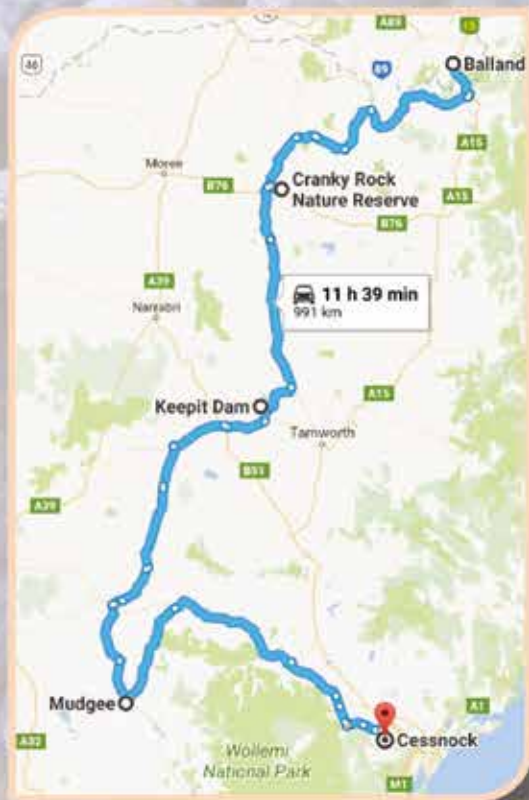 A89
15
46
89
Balland
A15
Moree
B76
Cranky Rock
Nature Reserve
A15
B76
11 h 39 min
991 km
A39
Narrabri
Keepit Dam
A15
Tamworth
B51
A39
Mudgee
A1
A32
Cessnock
Wollemi
National Park
M1